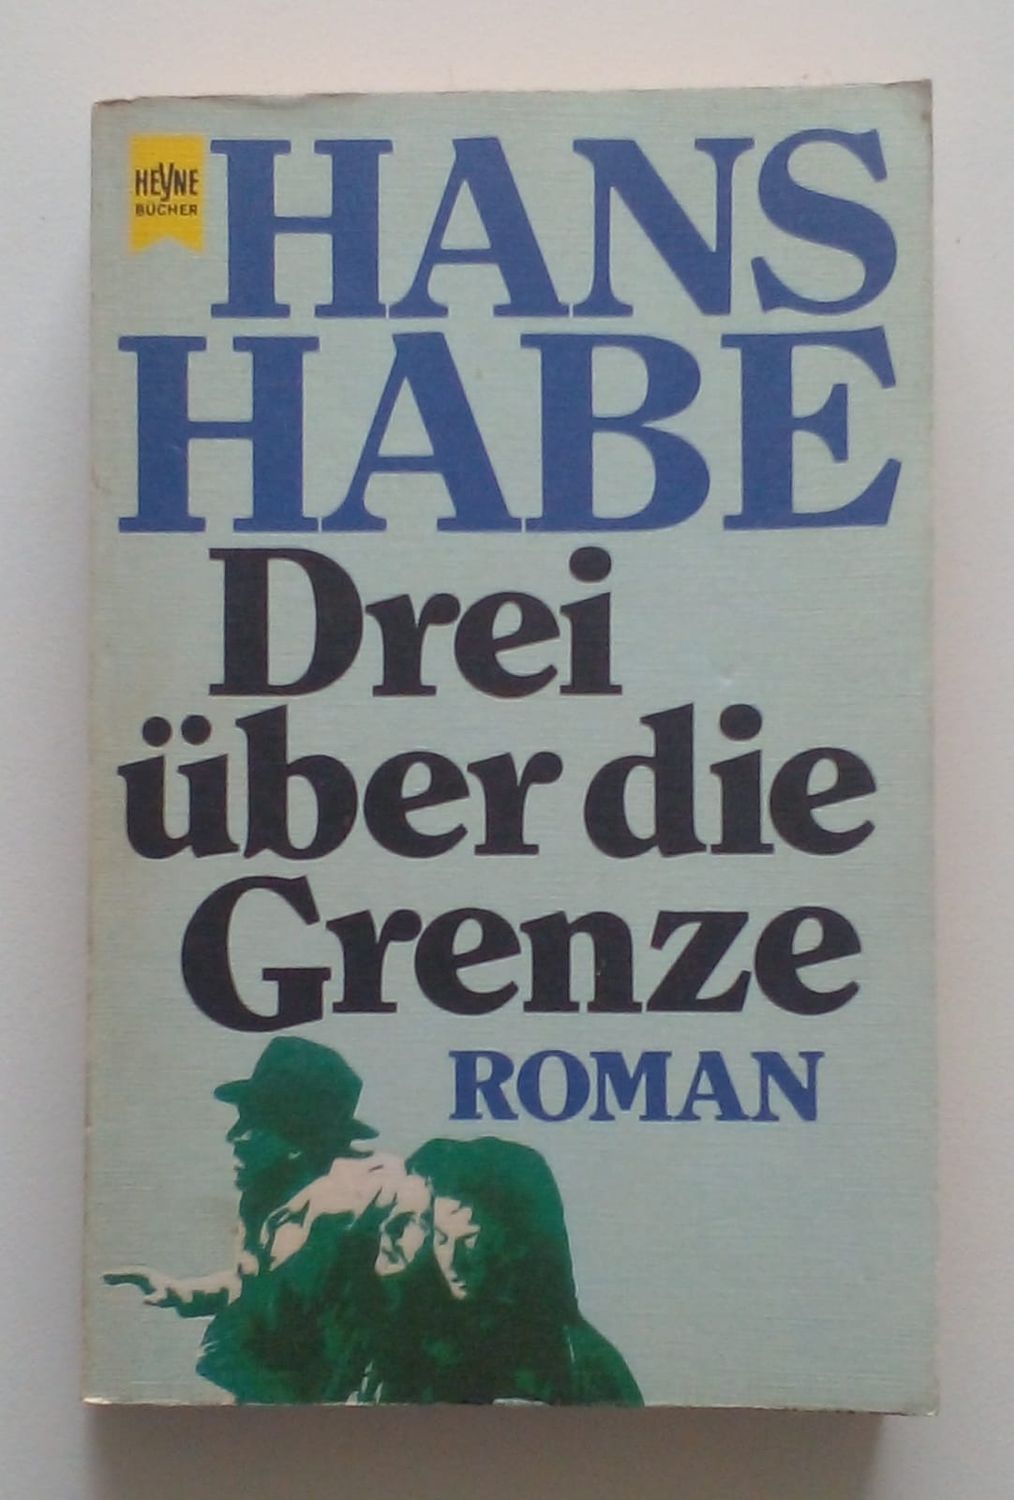 HEYNE
BÜCHER
HANS
HABE
Drei
über die
Grenze
ROMAN